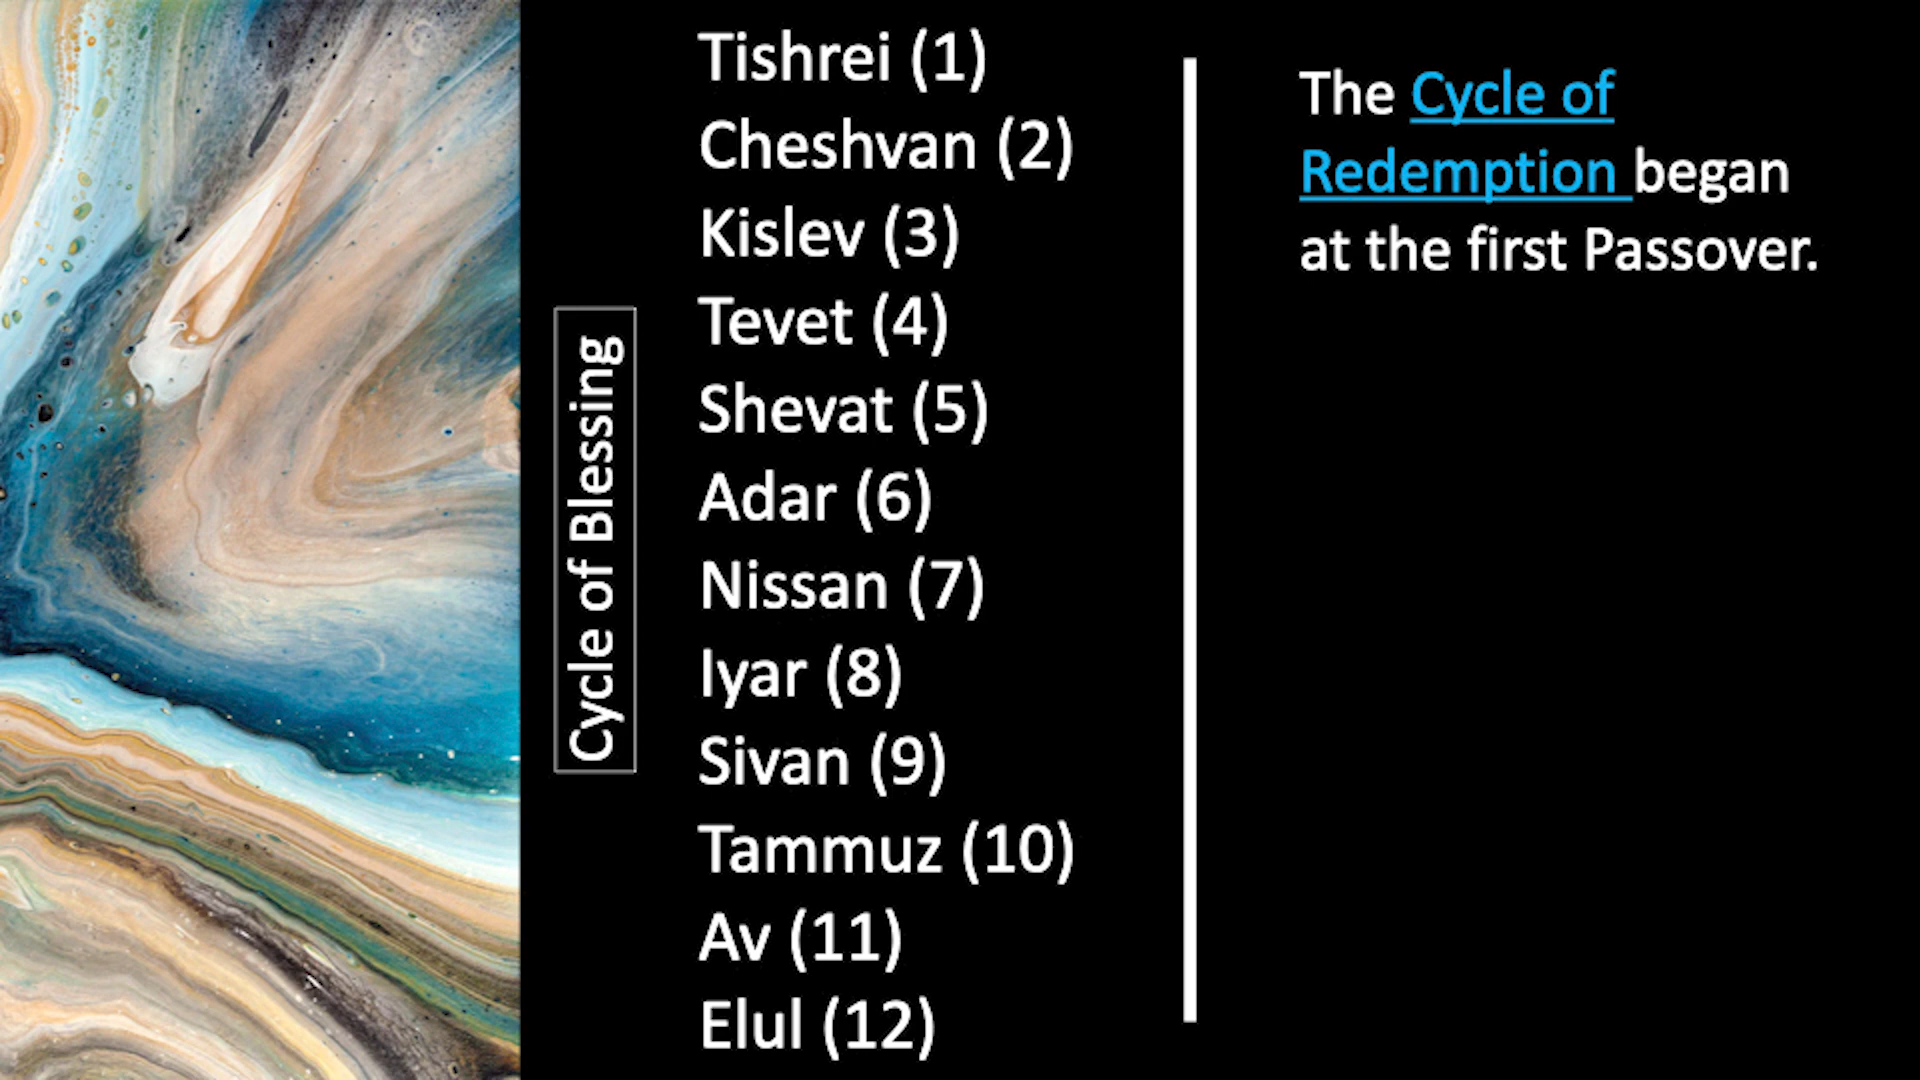 Cycle of Blessing
Tishrei (1)
Cheshvan (2)
Kislev (3)
Tevet (4)
Shevat (5)
Adar (6)
Nissan (7)
Iyar (8)
Sivan (9)
Tammuz (10)
Av (11)
Elul (12)
The Cycle of
Redemption began
at the first Passover.